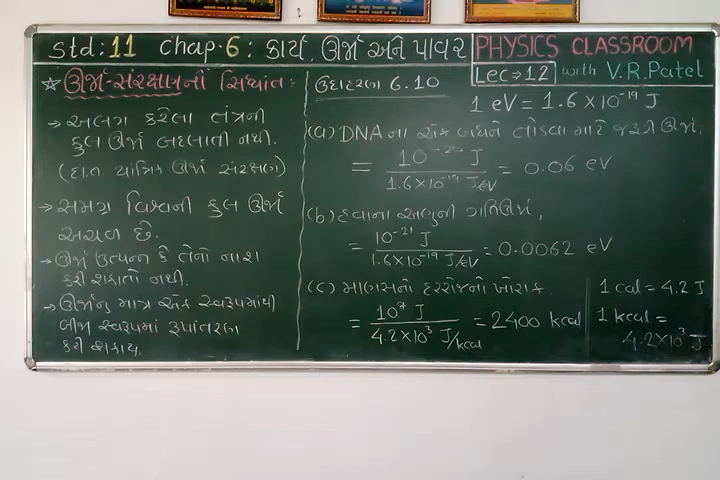 Std : 11 Chap. 6 : કાર્ય, ઊર્જા અને પાવર
PHYSICS CLASSROOM
Lec ⇒ 12 with V.R.Patel
☆ ઊર્જા-સંરક્ષણનો સિધ્ધાંત :
→ અલગ કરેલા તંત્રની
કુલ ઊર્જા બદલાતી નથી.
(દા.ત. યાંત્રિક ઊર્જા સંરક્ષણ)
→ સમગ્ર વિશ્વની કુલ ઊર્જા
અચળ છે.
→ ઊર્જા ઉત્પન્ન કે તેનો નાશ
કરી શકાતો નથી.
→ ઊર્જાનું માત્ર એક સ્વરૂપમાંથી
બીજા સ્વરૂપમાં રૂપાંતરણ
કરી શકાય.
ઉદાહરણ 6.10
1 eV = 1.6 × 10⁻¹⁹ J
(a) DNA ના એક બંધને તોડવા માટે જરૂરી ઊર્જા,
= 10⁻²⁰ J / 1.6×10⁻¹⁹ J/eV = 0.06 eV
(b) હવાના અણુની ગતિઊર્જા,
= 10⁻²¹ J / 1.6×10⁻¹⁹ J/eV = 0.0062 eV
(c) માણસનો દરરોજનો ખોરાક
= 10⁷ J / 4.2×10³ J/kcal = 2400 kcal
1 cal = 4.2 J
1 kcal =
4.2×10³ J